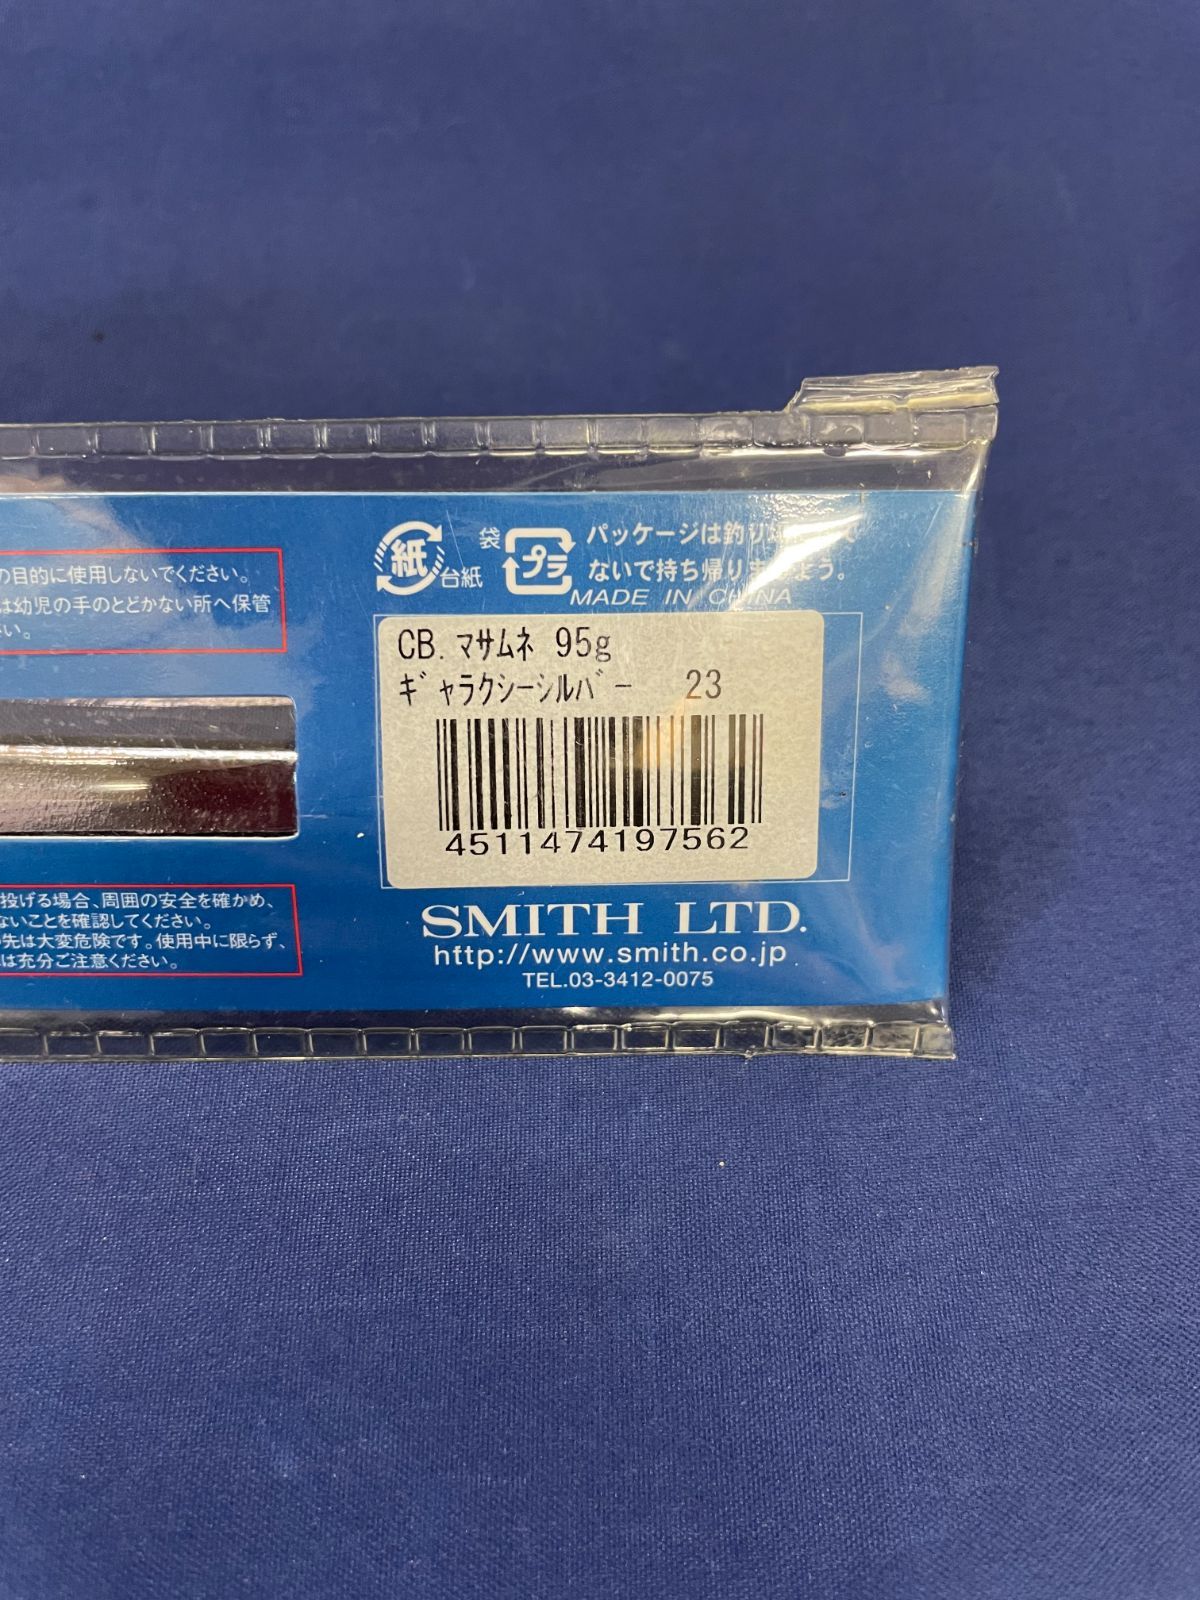 の目的に使用しないでください。
は幼児の手のとどかない所へ保管
い。
紙
台紙
袋
プラ
パッケージは釣り
ないで持ち帰りましょう。
MADE IN CHINA
CB. マサムネ 95g
ギャラクシーシルバー 23
4511474197562
投げる場合、周囲の安全を確かめ、
ないことを確認してください。
先は大変危険です。使用中に限らず、
は充分ご注意ください。
SMITH LTD.
http://www.smith.co.jp
TEL.03-3412-0075